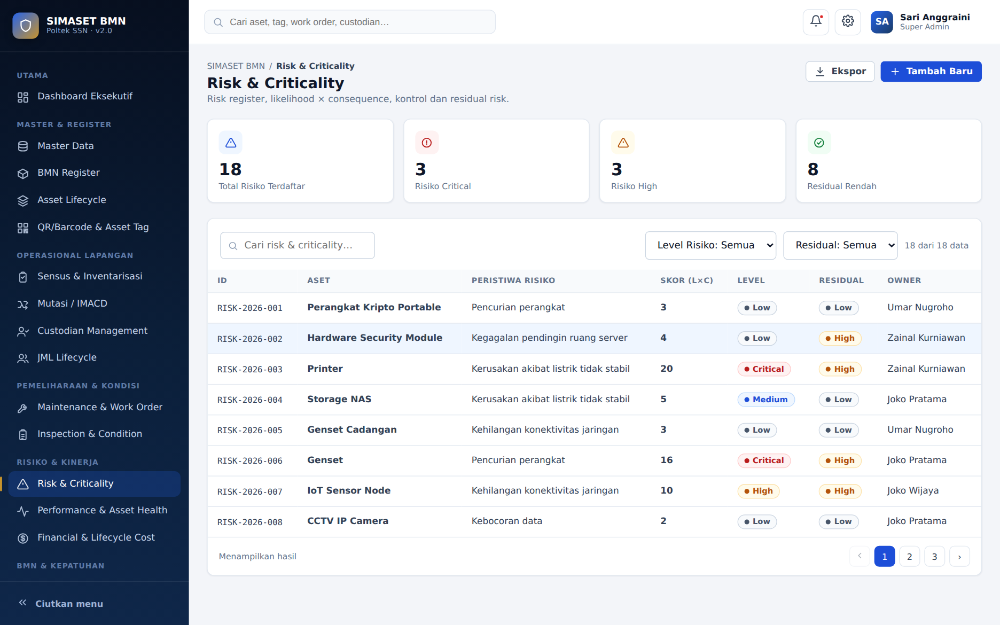 SIMASET BMN
Poltek SSN · v2.0
UTAMA
Dashboard Eksekutif
MASTER & REGISTER
Master Data
BMN Register
Asset Lifecycle
QR/Barcode & Asset Tag
OPERASIONAL LAPANGAN
Sensus & Inventarisasi
Mutasi / IMACD
Custodian Management
JML Lifecycle
PEMELIHARAAN & KONDISI
Maintenance & Work Order
Inspection & Condition
RISIKO & KINERJA
Risk & Criticality
Performance & Asset Health
Financial & Lifecycle Cost
BMN & KEPATUHAN
Ciutkan menu
Cari aset, tag, work order, custodian…
SA
Sari Anggraini
Super Admin
SIMASET BMN / Risk & Criticality
Risk & Criticality
Risk register, likelihood × consequence, kontrol dan residual risk.
Ekspor
Tambah Baru
18
Total Risiko Terdaftar
3
Risiko Critical
3
Risiko High
8
Residual Rendah
Cari risk & criticality…
Level Risiko: Semua
Residual: Semua
18 dari 18 data
ID ASET PERISTIWA RISIKO SKOR (L×C) LEVEL RESIDUAL OWNER
RISK-2026-001 Perangkat Kripto Portable Pencurian perangkat 3 Low Low Umar Nugroho
RISK-2026-002 Hardware Security Module Kegagalan pendingin ruang server 4 Low High Zainal Kurniawan
RISK-2026-003 Printer Kerusakan akibat listrik tidak stabil 20 Critical High Zainal Kurniawan
RISK-2026-004 Storage NAS Kerusakan akibat listrik tidak stabil 5 Medium Low Joko Pratama
RISK-2026-005 Genset Cadangan Kehilangan konektivitas jaringan 3 Low Low Umar Nugroho
RISK-2026-006 Genset Pencurian perangkat 16 Critical High Joko Pratama
RISK-2026-007 IoT Sensor Node Kehilangan konektivitas jaringan 10 High High Joko Wijaya
RISK-2026-008 CCTV IP Camera Kebocoran data 2 Low Low Joko Pratama
Menampilkan hasil
‹ 1 2 3 ›